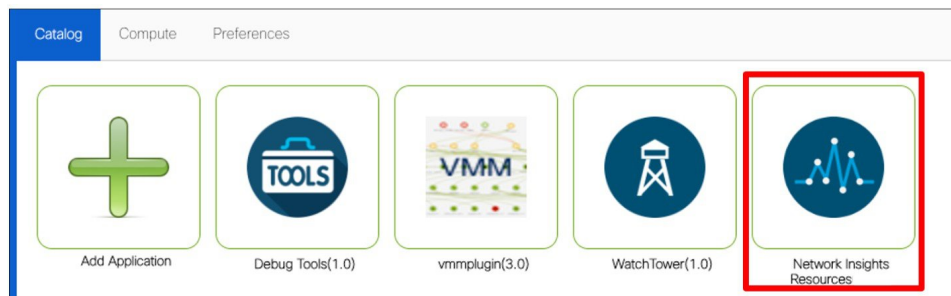 Catalog Compute Preferences
TOOLS
VMM
Add Application Debug Tools(1.0) vmmplugin(3.0) WatchTower(1.0) Network Insights
Resources